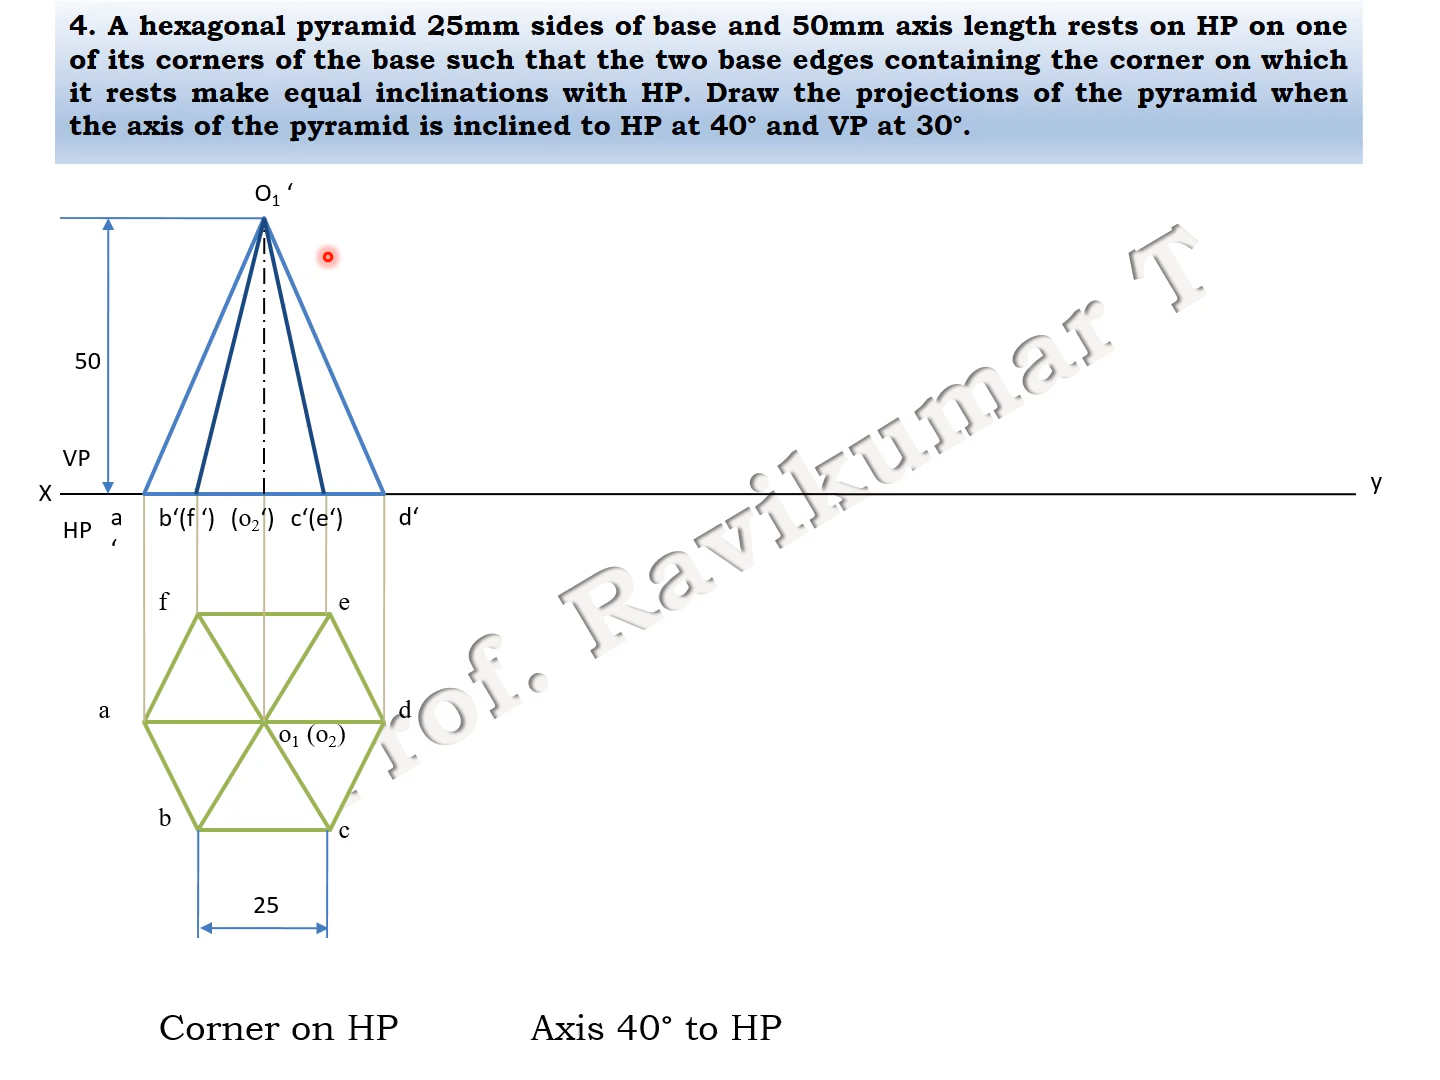 4. A hexagonal pyramid 25mm sides of base and 50mm axis length rests on HP on one
of its corners of the base such that the two base edges containing the corner on which
it rests make equal inclinations with HP. Draw the projections of the pyramid when
the axis of the pyramid is inclined to HP at 40° and VP at 30°.
O₁ ‘
50
VP
X
y
HP
a
‘
b‘(f ‘) (o₂‘) c‘(e‘) d‘
f
e
a
d
o₁ (o₂)
b
c
25
Prof. Ravikumar T
Corner on HP
Axis 40° to HP